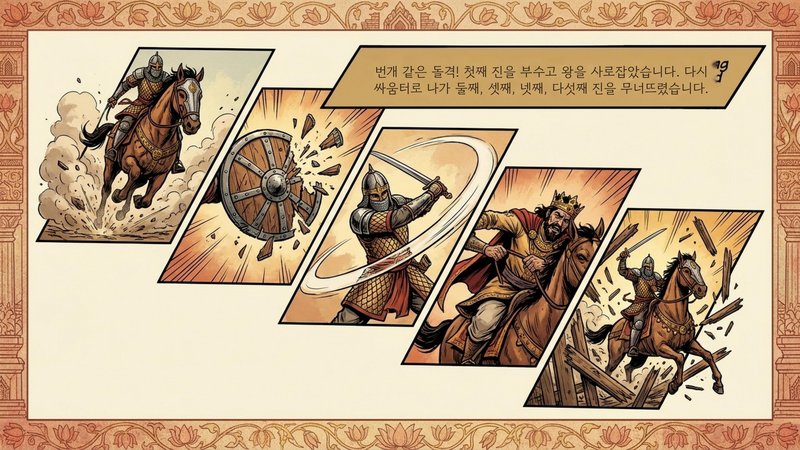 번개 같은 돌격! 첫째 진을 부수고 왕을 사로잡았습니다. 다시
싸움터로 나가 둘째, 셋째, 넷째, 다섯째 진을 무너뜨렸습니다.